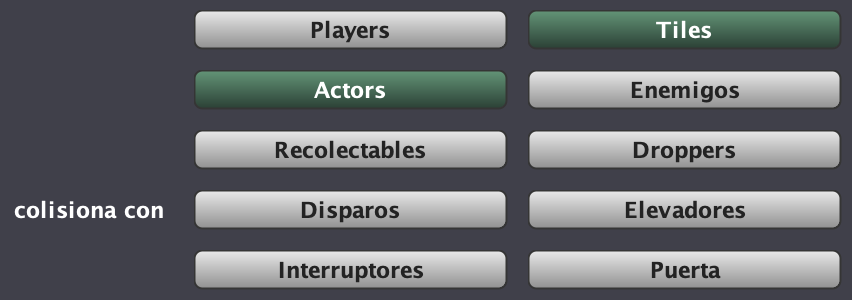 Players Tiles
Actors Enemigos
Recolectables Droppers
colisiona con Disparos Elevadores
Interruptores Puerta